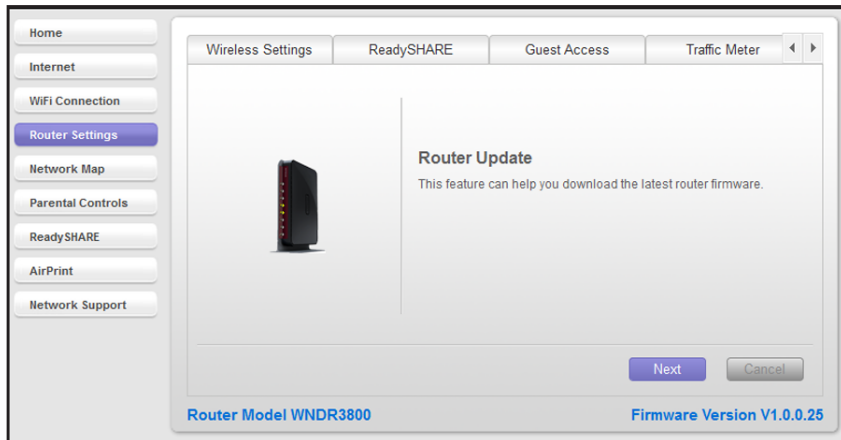 Home
Internet
WiFi Connection
Router Settings
Network Map
Parental Controls
ReadySHARE
AirPrint
Network Support
Wireless Settings
ReadySHARE
Guest Access
Traffic Meter
Router Update
This feature can help you download the latest router firmware.
Next
Cancel
Router Model WNDR3800
Firmware Version V1.0.0.25